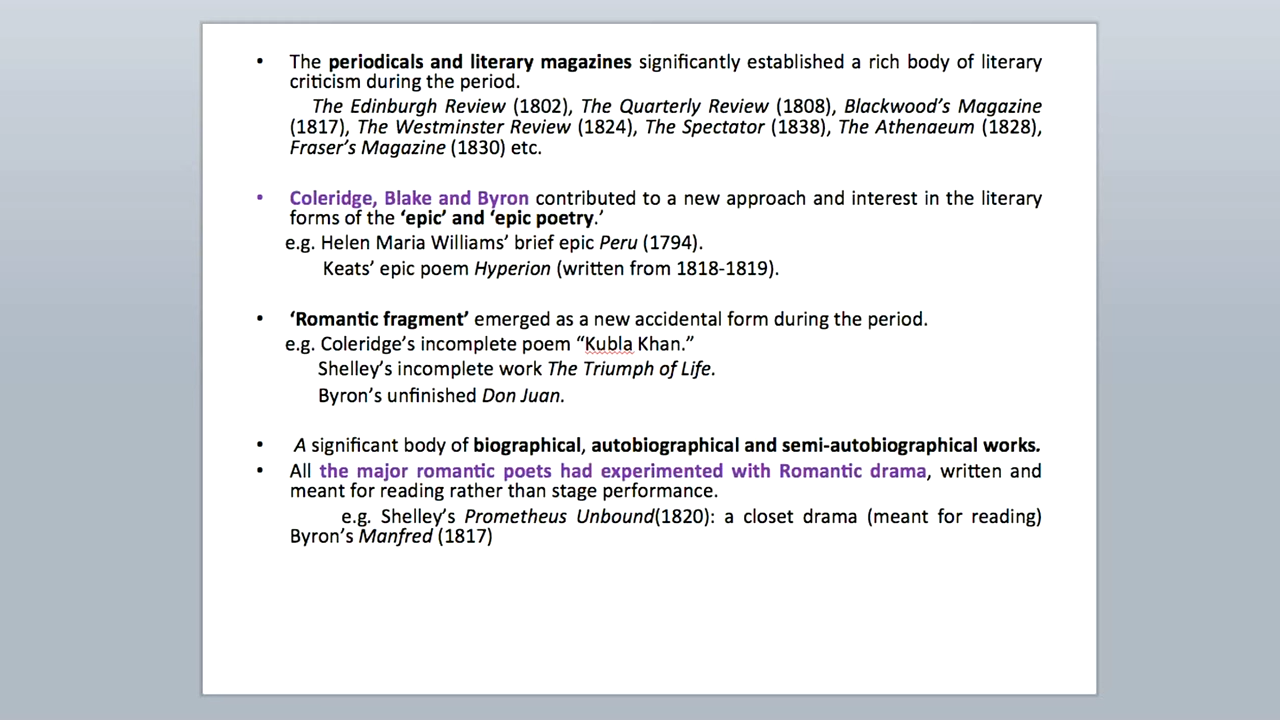 • The periodicals and literary magazines significantly established a rich body of literary
criticism during the period.
The Edinburgh Review (1802), The Quarterly Review (1808), Blackwood’s Magazine
(1817), The Westminster Review (1824), The Spectator (1838), The Athenaeum (1828),
Fraser’s Magazine (1830) etc.
• Coleridge, Blake and Byron contributed to a new approach and interest in the literary
forms of the ‘epic’ and ‘epic poetry.’
e.g. Helen Maria Williams’ brief epic Peru (1794).
Keats’ epic poem Hyperion (written from 1818-1819).
• ‘Romantic fragment’ emerged as a new accidental form during the period.
e.g. Coleridge’s incomplete poem “Kubla Khan.”
Shelley’s incomplete work The Triumph of Life.
Byron’s unfinished Don Juan.
• A significant body of biographical, autobiographical and semi-autobiographical works.
• All the major romantic poets had experimented with Romantic drama, written and
meant for reading rather than stage performance.
e.g. Shelley’s Prometheus Unbound(1820): a closet drama (meant for reading)
Byron’s Manfred (1817)